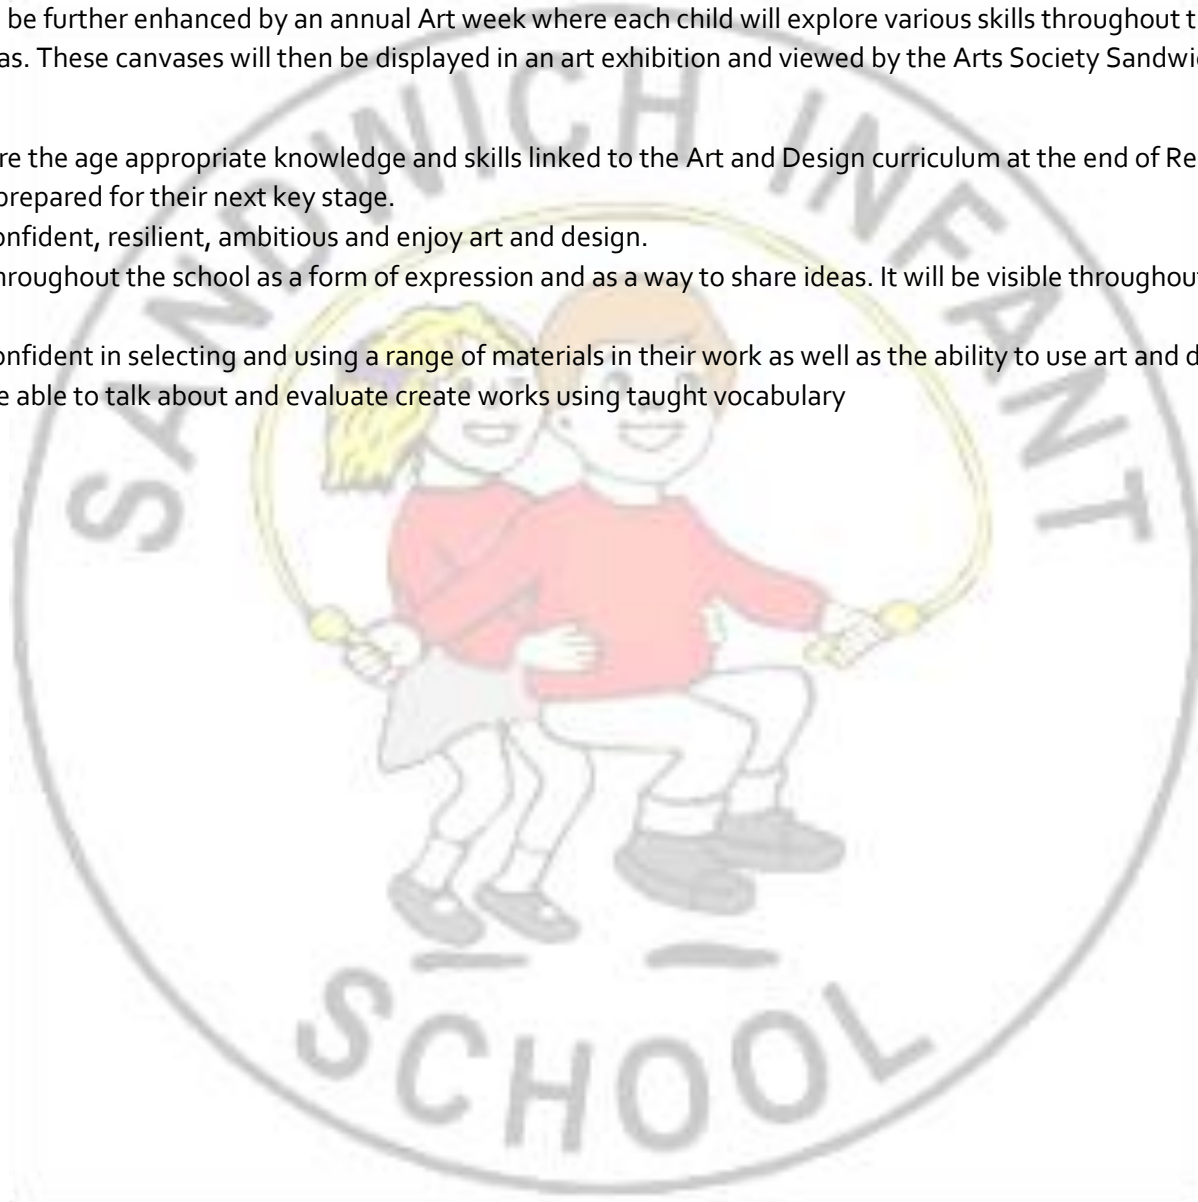 be further enhanced by an annual Art week where each child will explore various skills throughout t
as. These canvases will then be displayed in an art exhibition and viewed by the Arts Society Sandwi
re the age appropriate knowledge and skills linked to the Art and Design curriculum at the end of Re
prepared for their next key stage.
onfident, resilient, ambitious and enjoy art and design.
hroughout the school as a form of expression and as a way to share ideas. It will be visible throughout
onfident in selecting and using a range of materials in their work as well as the ability to use art and d
e able to talk about and evaluate create works using taught vocabulary
SANDWICH INFANT
SCHOOL